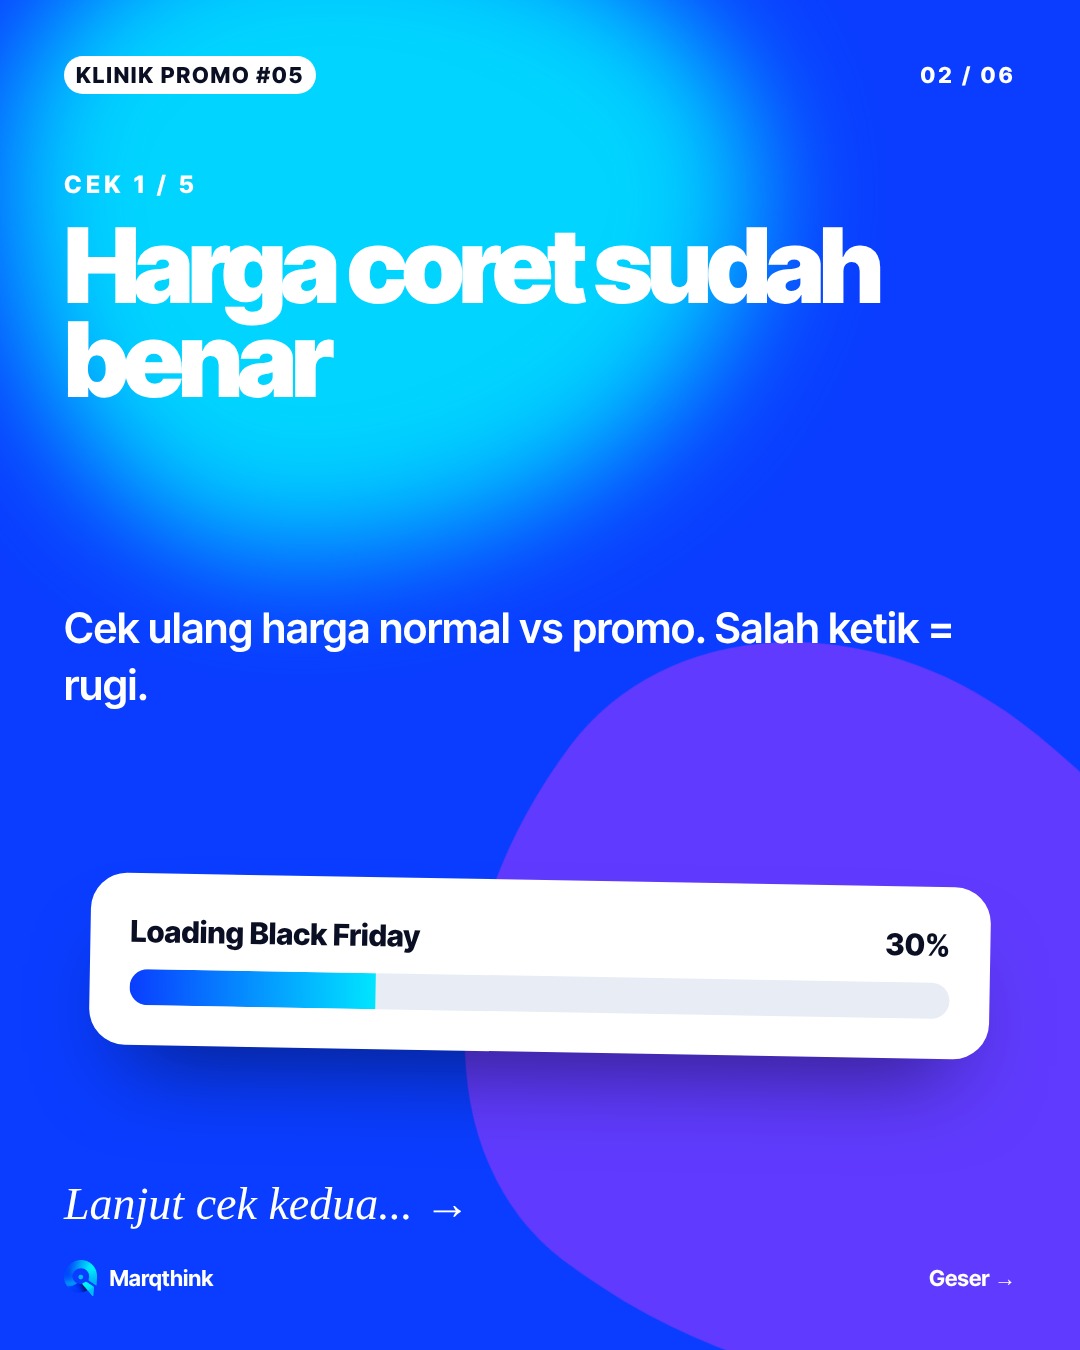 KLINIK PROMO #05
02 / 06
CEK 1 / 5
Harga coret sudah
benar
Cek ulang harga normal vs promo. Salah ketik =
rugi.
Loading Black Friday
30%
Lanjut cek kedua... →
Marqthink
Geser →